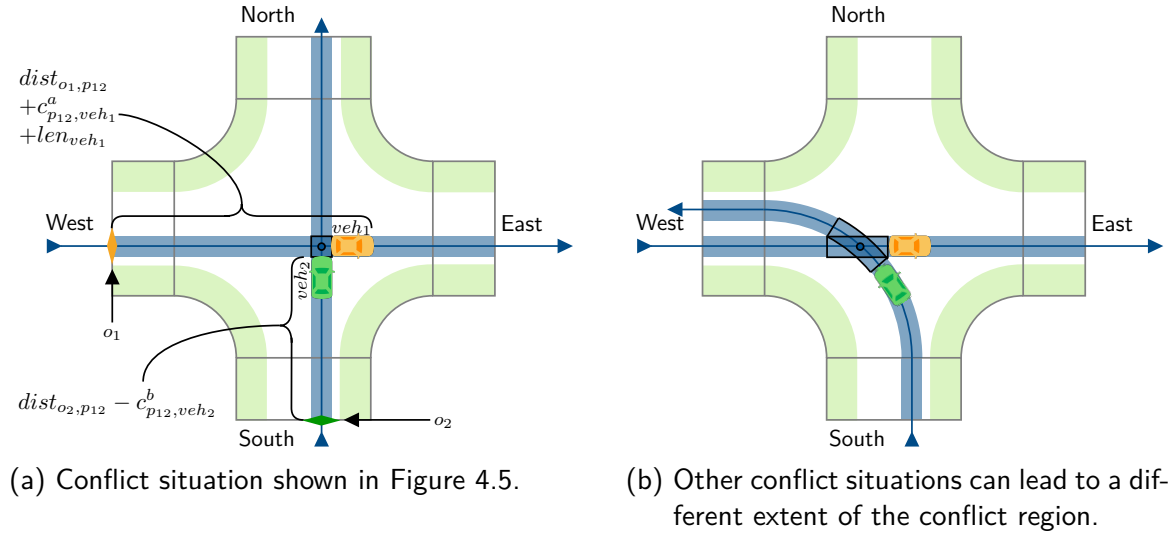 North
dist_{o_1,p_{12}}
+c^a_{p_{12},veh_1}
+len_{veh_1}
West
veh_1
East
veh_2
o_1
dist_{o_2,p_{12}} − c^b_{p_{12},veh_2}
o_2
South
(a) Conflict situation shown in Figure 4.5.
North
West
East
South
(b) Other conflict situations can lead to a dif-
ferent extent of the conflict region.